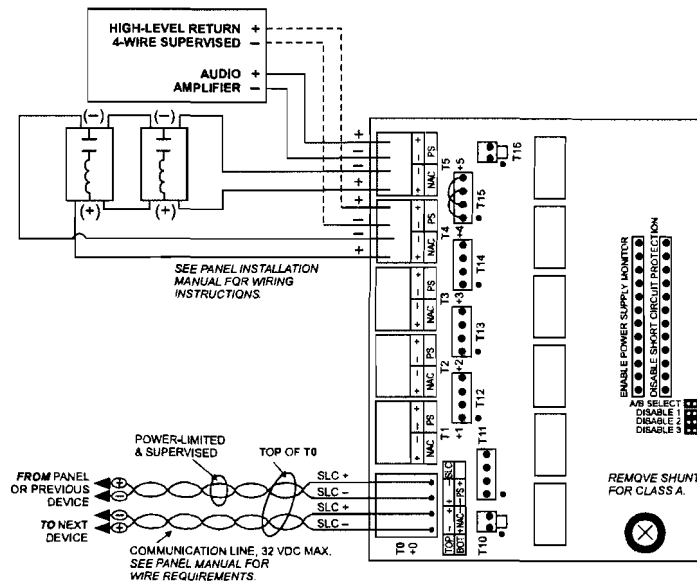 HIGH-LEVEL RETURN +
4-WIRE SUPERVISED −
AUDIO +
AMPLIFIER −
(−) (−)
(+) (+)
+
−
−
+
+
−
−
+
SEE PANEL INSTALLATION
MANUAL FOR WIRING
INSTRUCTIONS.
+ − PS
NAC + −
T5
+ − PS
NAC + −
T4
+ − PS
NAC + −
T3
+ − PS
NAC + −
T2
+ − PS
NAC + −
T1
T16
+5
T15
+4
T14
+3
T13
+2
T12
+1
T11
T10
ENABLE POWER SUPPLY MONITOR
DISABLE SHORT CIRCUIT PROTECTION
A/B SELECT
DISABLE 1
DISABLE 2
DISABLE 3
REMOVE SHUNT
FOR CLASS A.
POWER-LIMITED
& SUPERVISED
TOP OF T0
FROM PANEL
OR PREVIOUS
DEVICE
+
−
SLC +
SLC −
TO NEXT
DEVICE
−
+
SLC +
SLC −
COMMUNICATION LINE, 32 VDC MAX.
SEE PANEL MANUAL FOR
WIRE REQUIREMENTS.
T0
+0
TOP − + + − SLC
BOT +NAC− − PS +